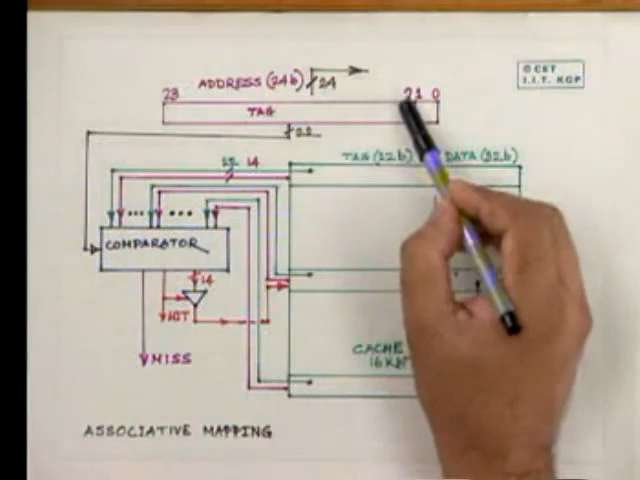 © CET
I.I.T. KGP
ADDRESS (24b) 24
23 21 0
TAG
22
22 14 TAG (22b) DATA (32b)
... ...
COMPARATOR
14
HIT
MISS
CACHE
ASSOCIATIVE MAPPING